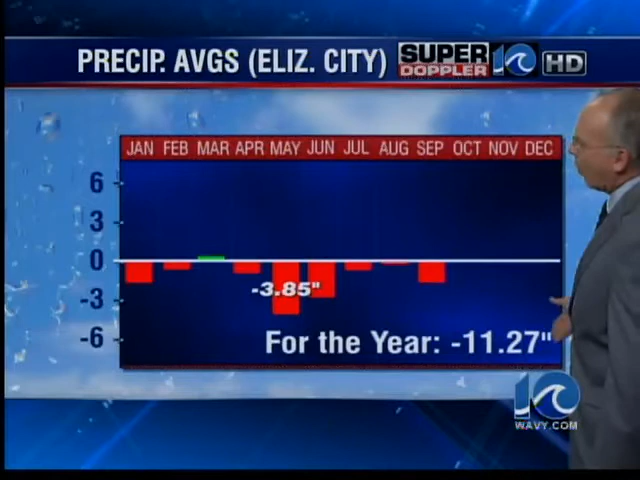 PRECIP. AVGS (ELIZ. CITY) SUPER DOPPLER 10 HD
JAN FEB MAR APR MAY JUN JUL AUG SEP OCT NOV DEC
6
3
0
-3
-6
-3.85"
For the Year: -11.27"
10
WAVY.COM